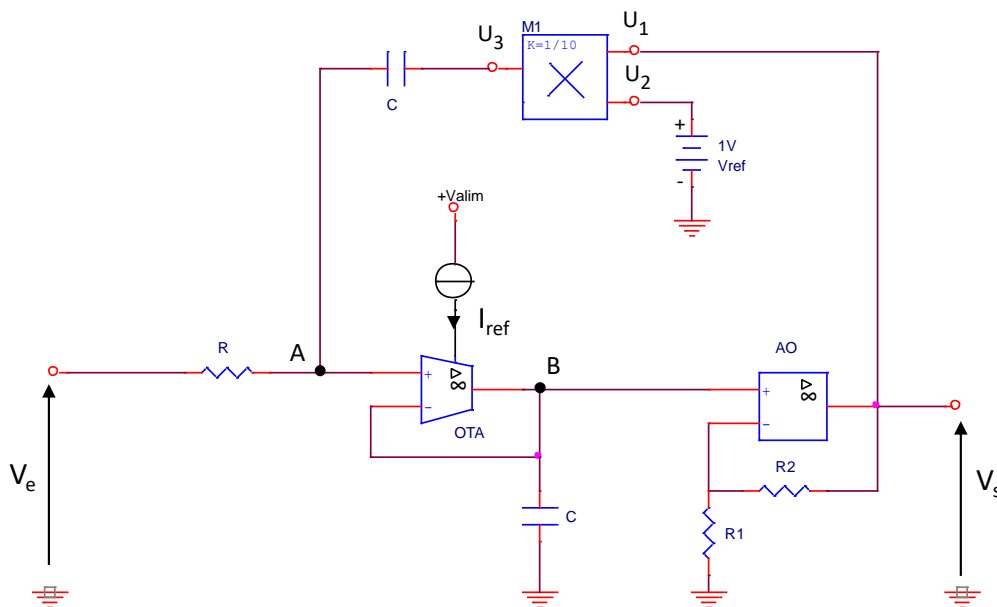 M1
U1
U3
K=1/10
U2
C
+
1V
Vref
-
+Valim
Iref
R
A
B
AO
+
∆∞
+
∆∞
−
−
OTA
R2
Ve
Vs
C
R1